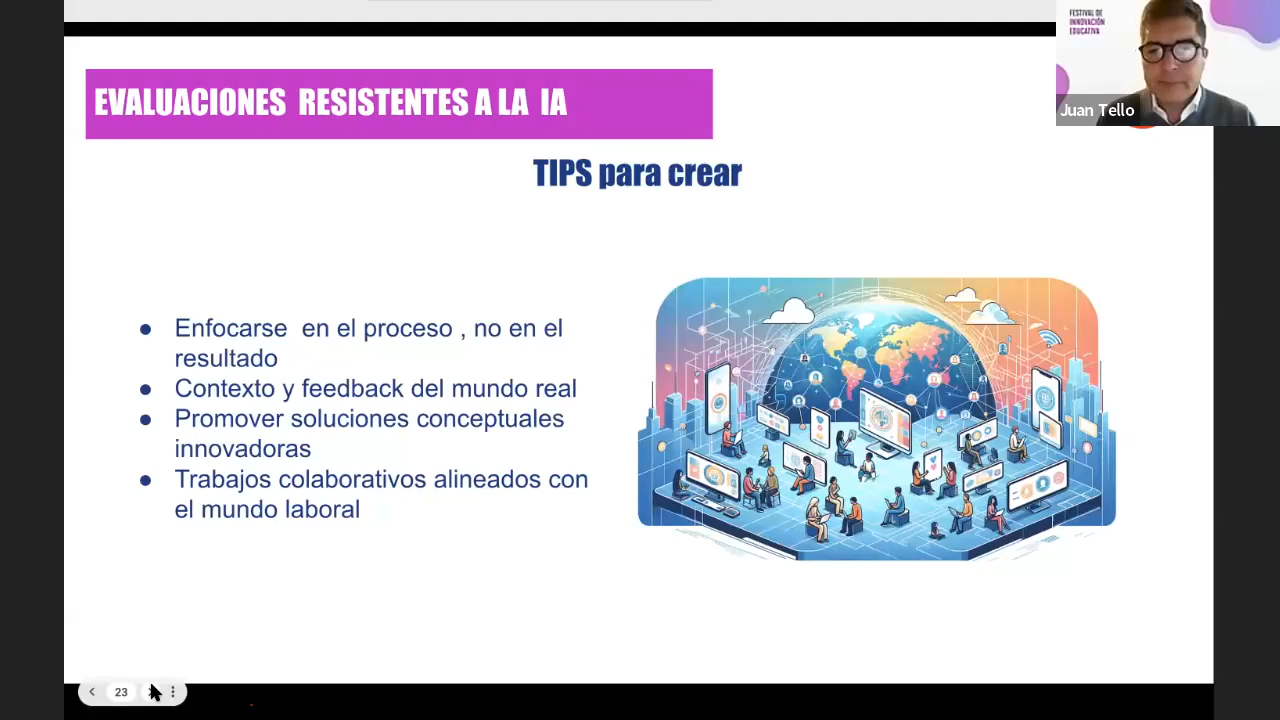 FESTIVAL DE
INNOVACIÓN
EDUCATIVA
Juan Tello
EVALUACIONES RESISTENTES A LA IA
TIPS para crear
● Enfocarse en el proceso , no en el
resultado
● Contexto y feedback del mundo real
● Promover soluciones conceptuales
innovadoras
● Trabajos colaborativos alineados con
el mundo laboral
23